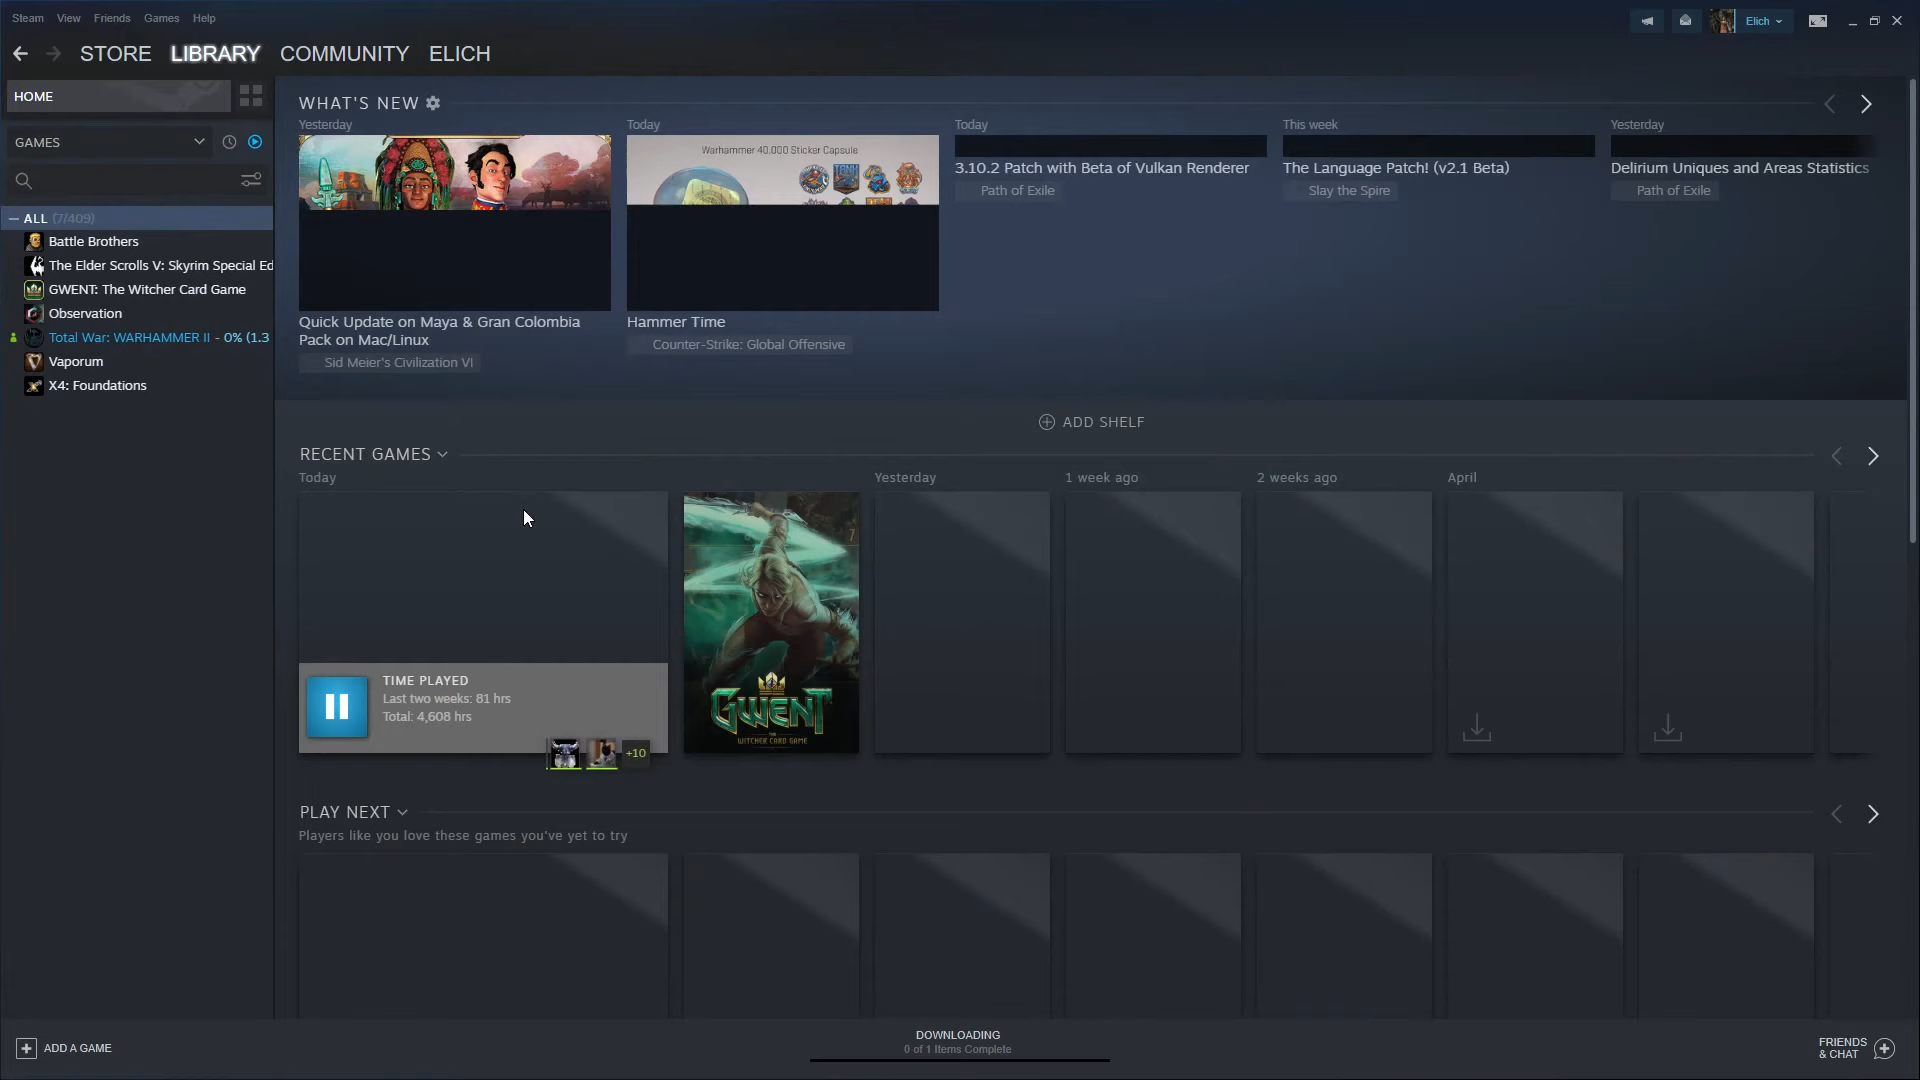 Steam View Friends Games Help
Elich
STORE LIBRARY COMMUNITY ELICH
HOME
GAMES
ALL (7/409)
Battle Brothers
The Elder Scrolls V: Skyrim Special Ed
GWENT: The Witcher Card Game
Observation
Total War: WARHAMMER II - 0% (1.3
Vaporum
X4: Foundations
WHAT'S NEW
Yesterday
Quick Update on Maya & Gran Colombia
Pack on Mac/Linux
Sid Meier's Civilization VI
Today
Warhammer 40,000 Sticker Capsule
Hammer Time
Counter-Strike: Global Offensive
Today
3.10.2 Patch with Beta of Vulkan Renderer
Path of Exile
This week
The Language Patch! (v2.1 Beta)
Slay the Spire
Yesterday
Delirium Uniques and Areas Statistics
Path of Exile
ADD SHELF
RECENT GAMES
Today
TIME PLAYED
Last two weeks: 81 hrs
Total: 4,608 hrs
+10
GWENT
THE
WITCHER CARD GAME
Yesterday
1 week ago
2 weeks ago
April
PLAY NEXT
Players like you love these games you've yet to try
ADD A GAME
DOWNLOADING
0 of 1 Items Complete
FRIENDS
& CHAT